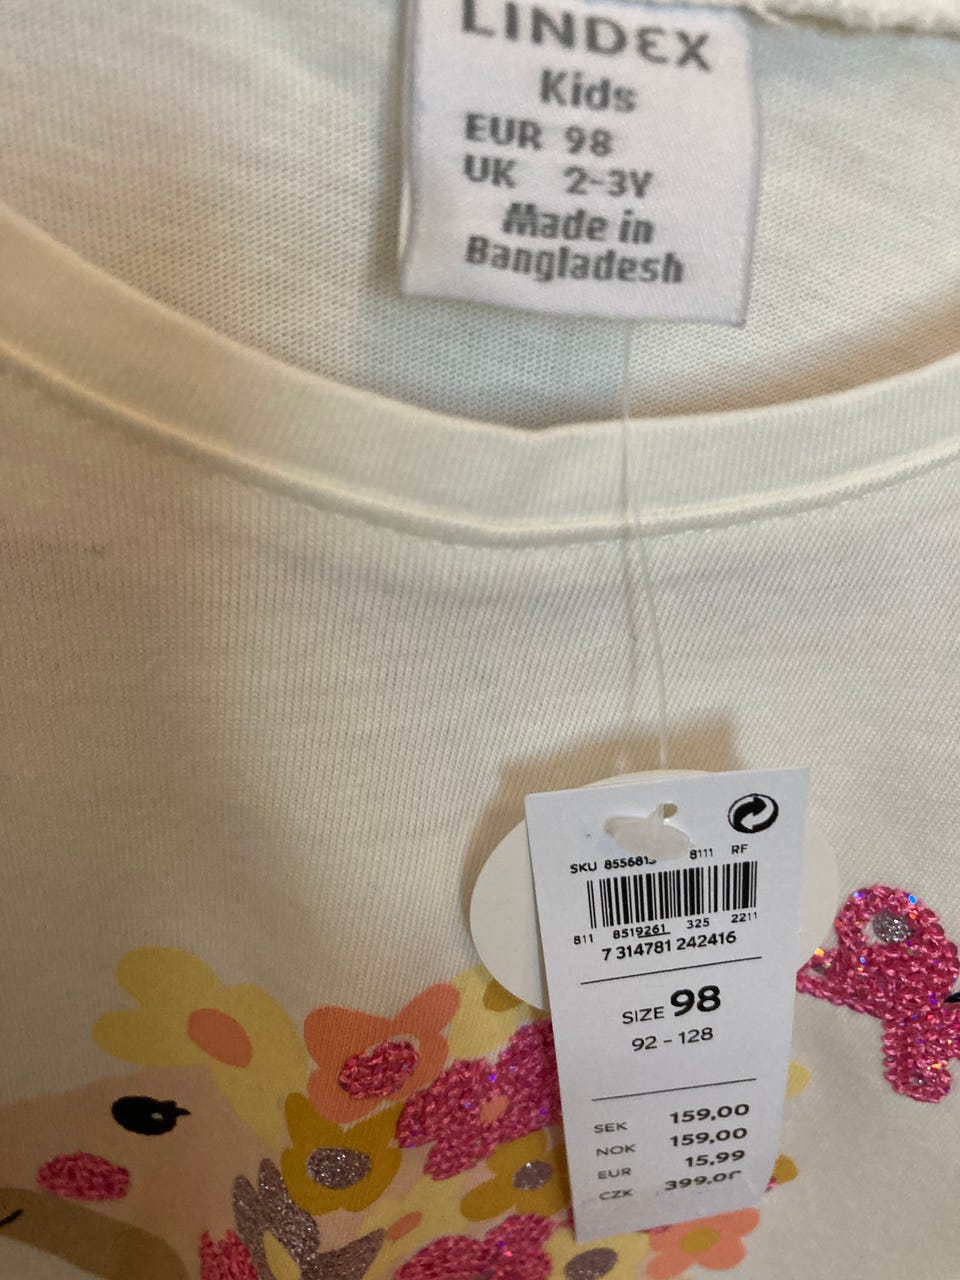 LINDEX
Kids
EUR 98
UK 2-3Y
Made in
Bangladesh
SKU 8111 RF
811 8519261 325 2211
7 314781 242416
SIZE 98
92 - 128
SEK 159,00
NOK 159,00
EUR 15,99
CZK